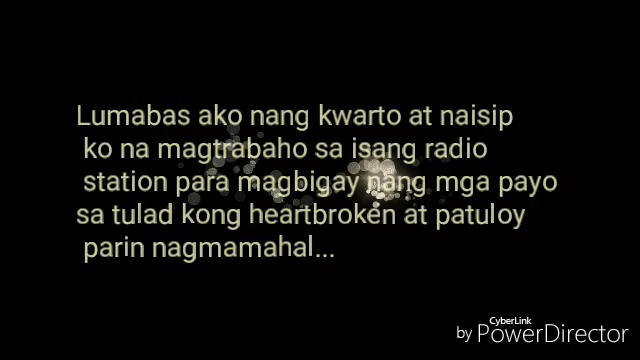 Lumabas ako nang kwarto at naisip
ko na magtrabaho sa isang radio
station para magbigay nang mga payo
sa tulad kong heartbroken at patuloy
parin nagmamahal...
CyberLink
by PowerDirector